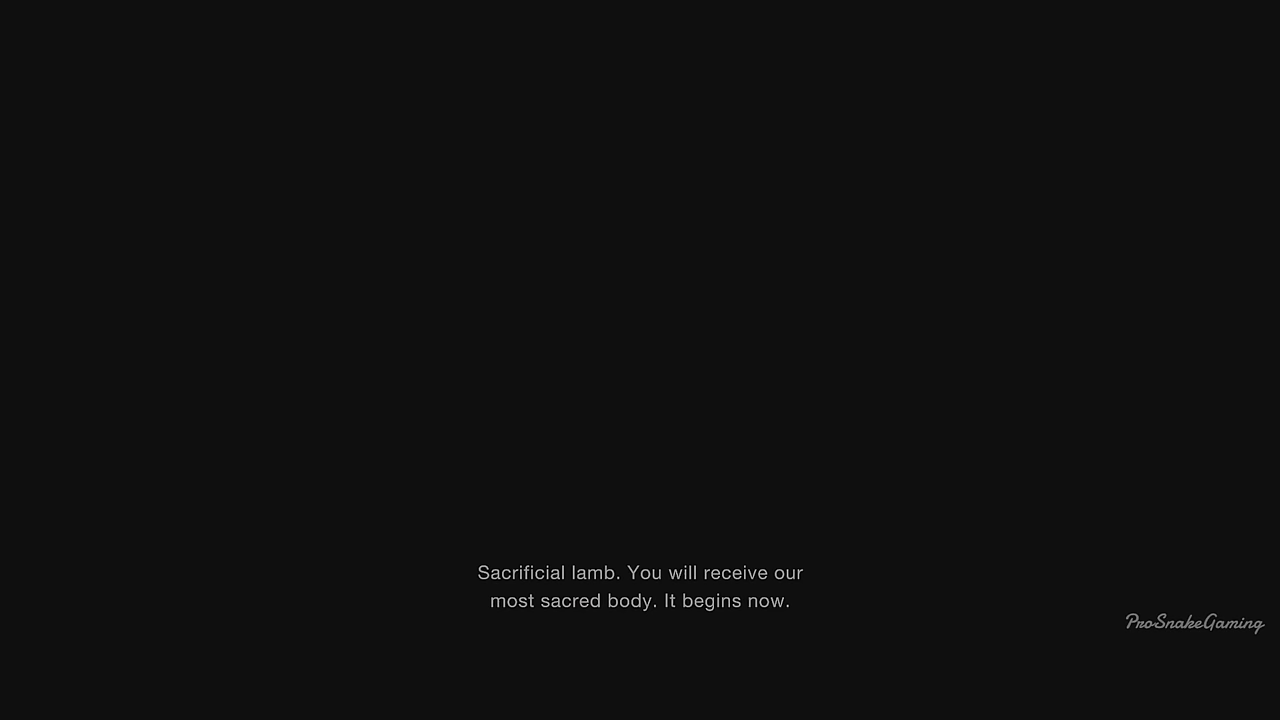 Sacrificial lamb. You will receive our
most sacred body. It begins now.
ProSnakeGaming